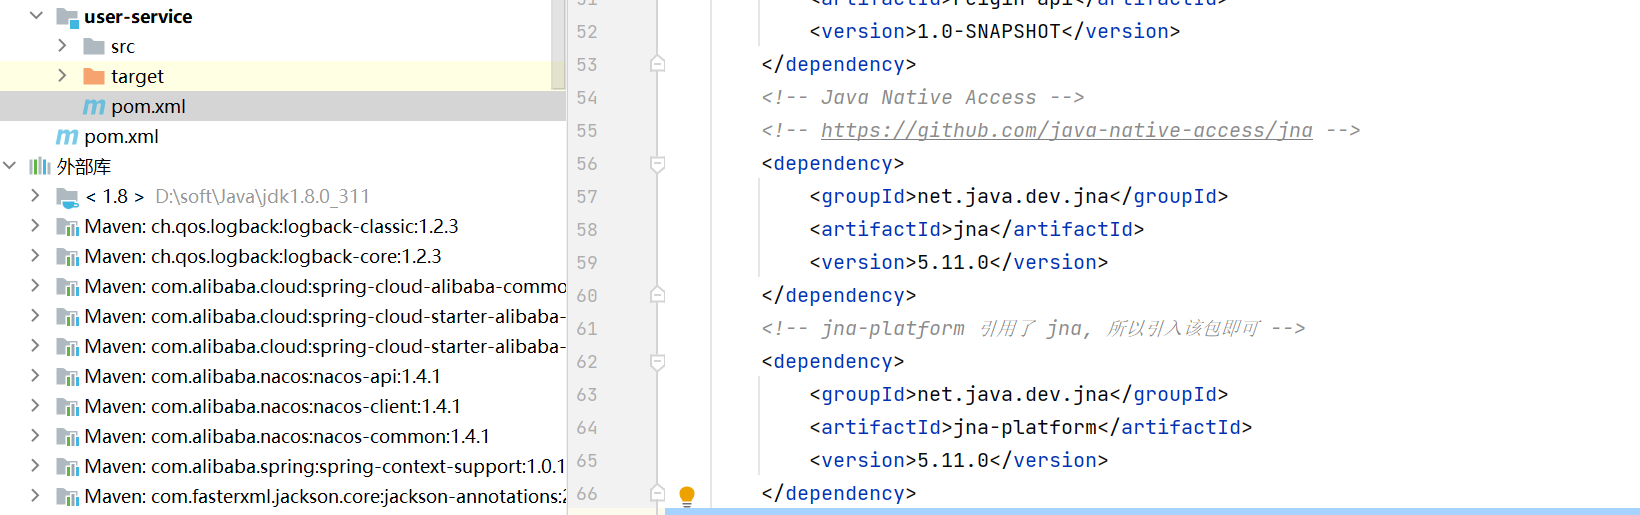 user-service
src
target
pom.xml
pom.xml
外部库
< 1.8 > D:\soft\Java\jdk1.8.0_311
Maven: ch.qos.logback:logback-classic:1.2.3
Maven: ch.qos.logback:logback-core:1.2.3
Maven: com.alibaba.cloud:spring-cloud-alibaba-commo
Maven: com.alibaba.cloud:spring-cloud-starter-alibaba-
Maven: com.alibaba.cloud:spring-cloud-starter-alibaba-
Maven: com.alibaba.nacos:nacos-api:1.4.1
Maven: com.alibaba.nacos:nacos-client:1.4.1
Maven: com.alibaba.nacos:nacos-common:1.4.1
Maven: com.alibaba.spring:spring-context-support:1.0.1
Maven: com.fasterxml.jackson.core:jackson-annotations:2
51 <artifactId>feign-api</artifactId>
52 <version>1.0-SNAPSHOT</version>
53 </dependency>
54 <!-- Java Native Access -->
55 <!-- https://github.com/java-native-access/jna -->
56 <dependency>
57 <groupId>net.java.dev.jna</groupId>
58 <artifactId>jna</artifactId>
59 <version>5.11.0</version>
60 </dependency>
61 <!-- jna-platform 引用了 jna, 所以引入该包即可 -->
62 <dependency>
63 <groupId>net.java.dev.jna</groupId>
64 <artifactId>jna-platform</artifactId>
65 <version>5.11.0</version>
66 </dependency>